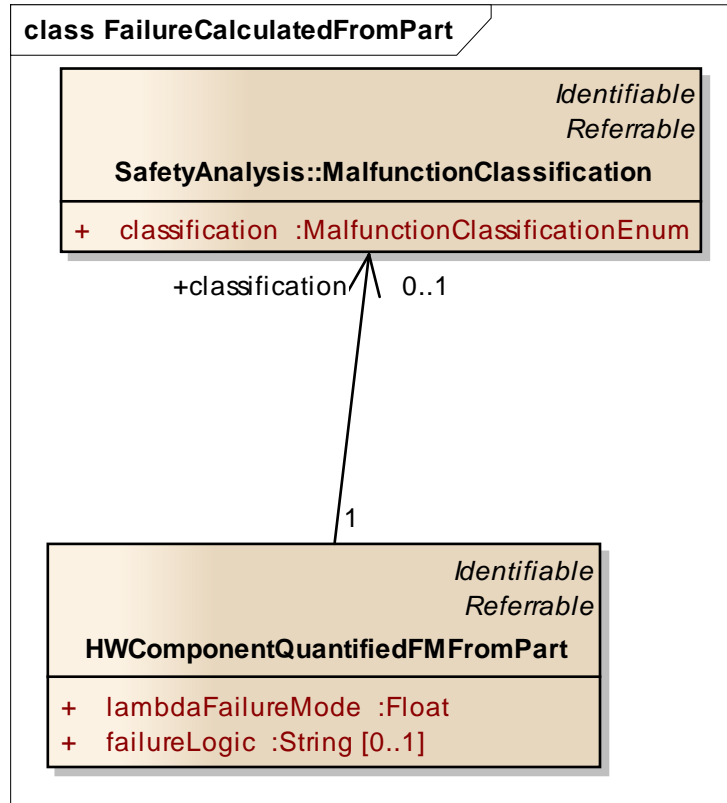 class FailureCalculatedFromPart
Identifiable
Referrable
SafetyAnalysis::MalfunctionClassification
+ classification :MalfunctionClassificationEnum
+classification 0..1
1
Identifiable
Referrable
HWComponentQuantifiedFMFromPart
+ lambdaFailureMode :Float
+ failureLogic :String [0..1]